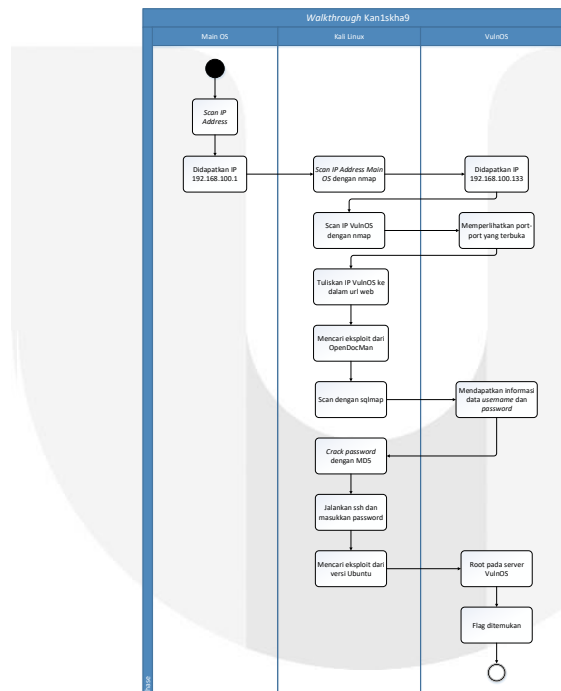 Walkthrough Kan1skha9
Main OS
Kali Linux
VulnOS
Scan IP
Address
Didapatkan IP
192.168.100.1
Scan IP Address Main
OS dengan nmap
Didapatkan IP
192.168.100.133
Scan IP VulnOS
dengan nmap
Memperlihatkan port-
port yang terbuka
Tuliskan IP VulnOS ke
dalam url web
Mencari eksploit dari
OpenDocMan
Scan dengan sqlmap
Mendapatkan informasi
data username dan
password
Crack password
dengan MD5
Jalankan ssh dan
masukkan password
Mencari eksploit dari
versi Ubuntu
Root pada server
VulnOS
Flag ditemukan